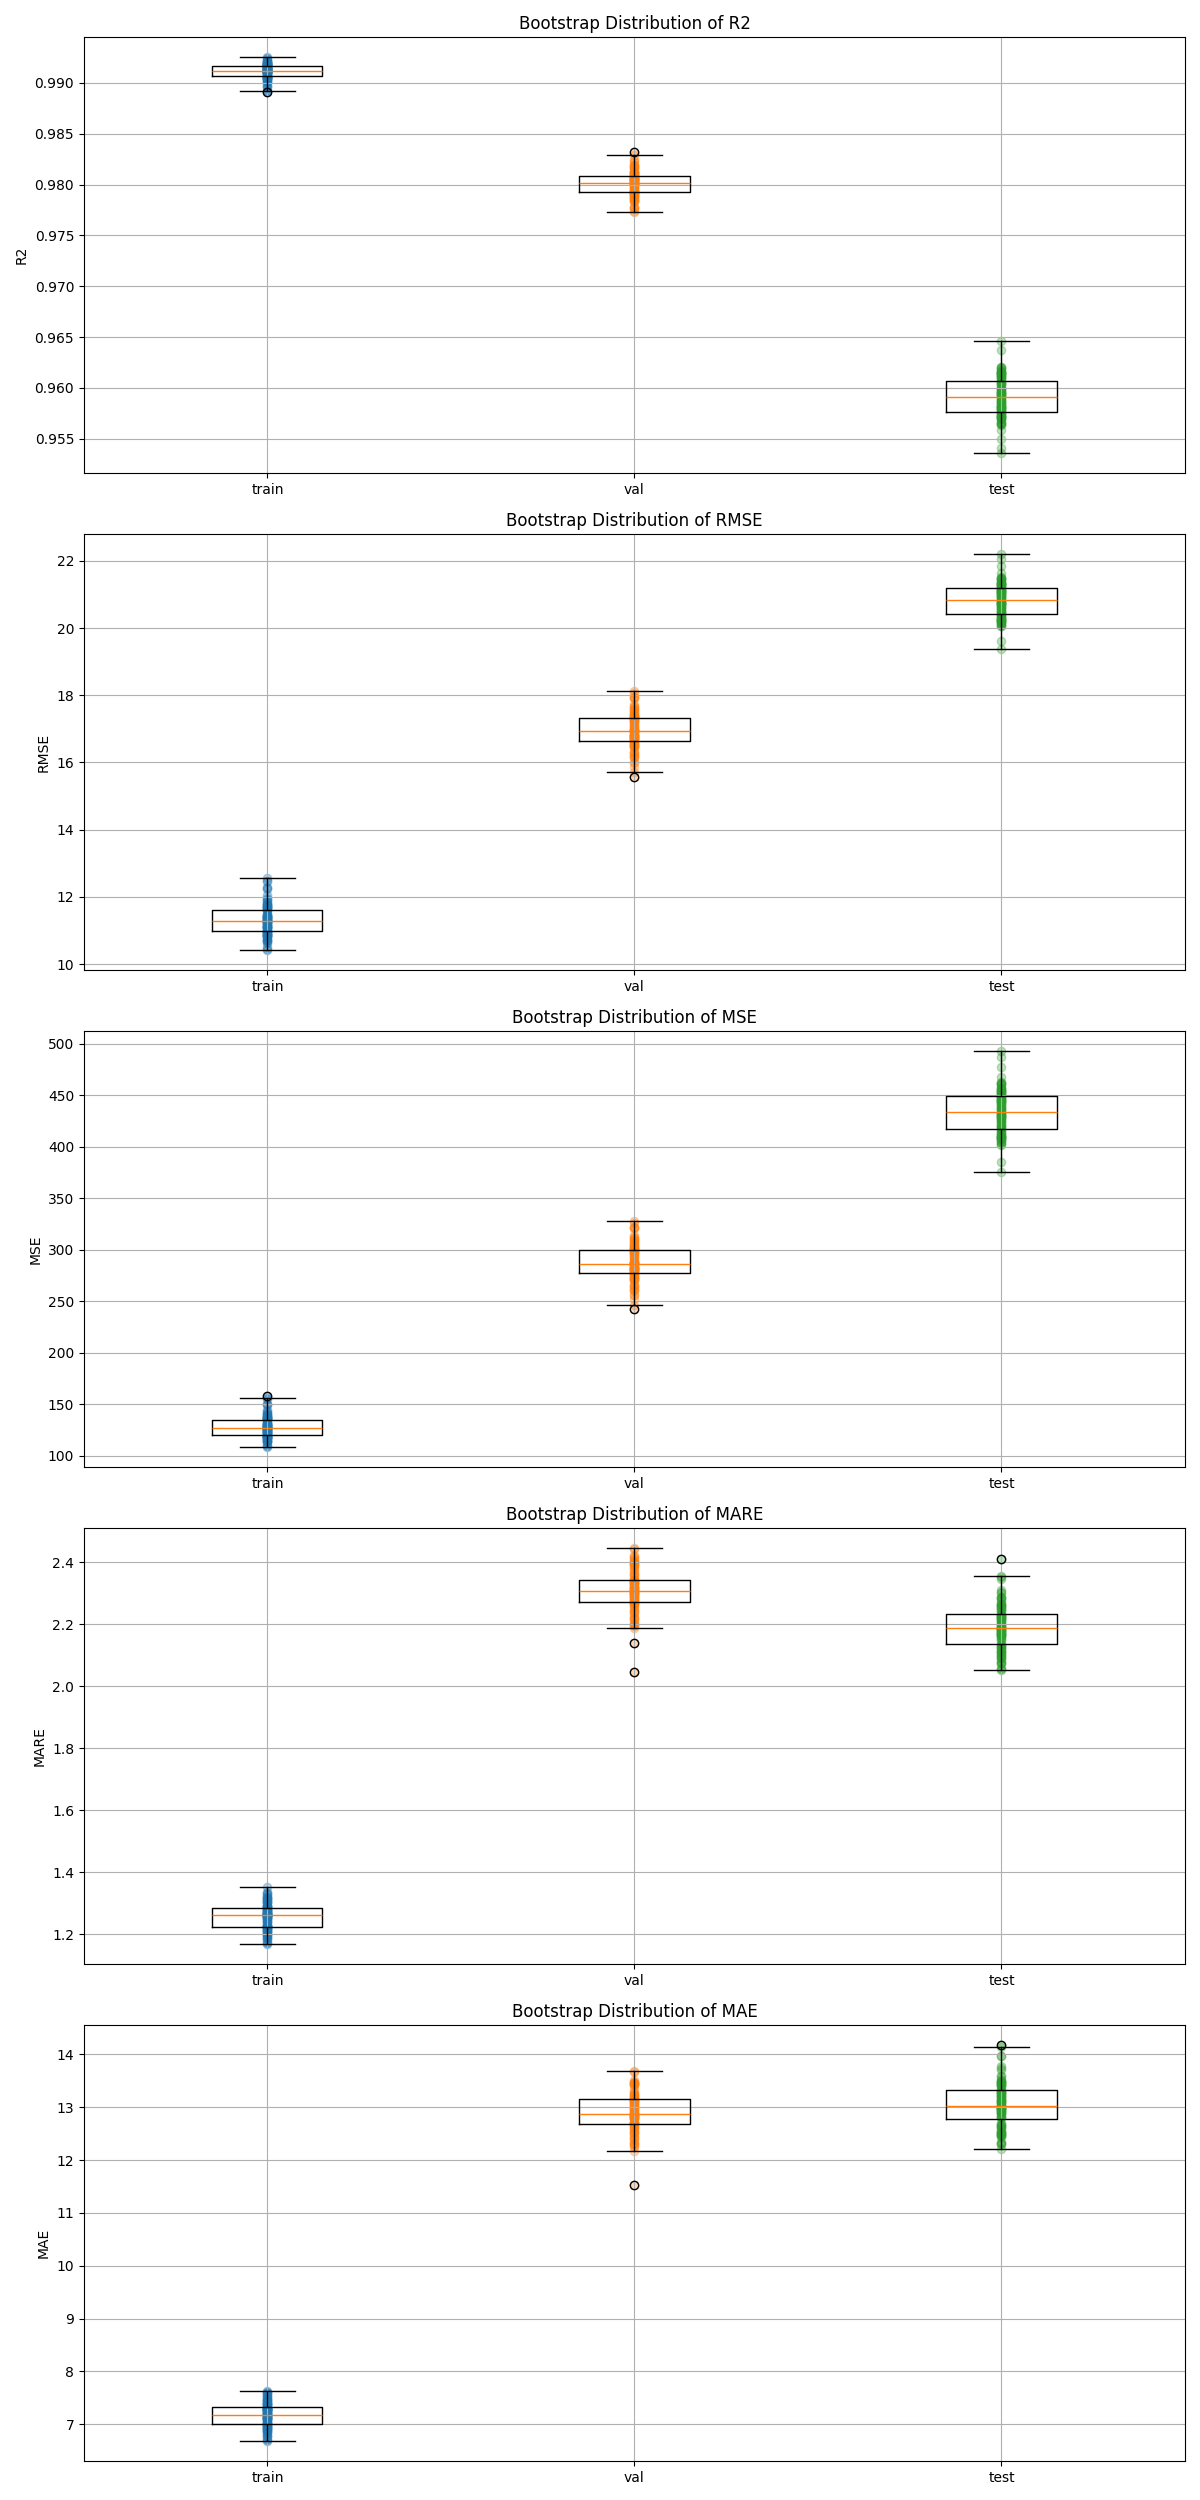 Bootstrap Distribution of R2
0.990
0.985
0.980
0.975
0.970
0.965
0.960
0.955
R2
train val test
Bootstrap Distribution of RMSE
22
20
18
16
14
12
10
RMSE
train val test
Bootstrap Distribution of MSE
500
450
400
350
300
250
200
150
100
MSE
train val test
Bootstrap Distribution of MARE
2.4
2.2
2.0
1.8
1.6
1.4
1.2
MARE
train val test
Bootstrap Distribution of MAE
14
13
12
11
10
9
8
7
MAE
train val test